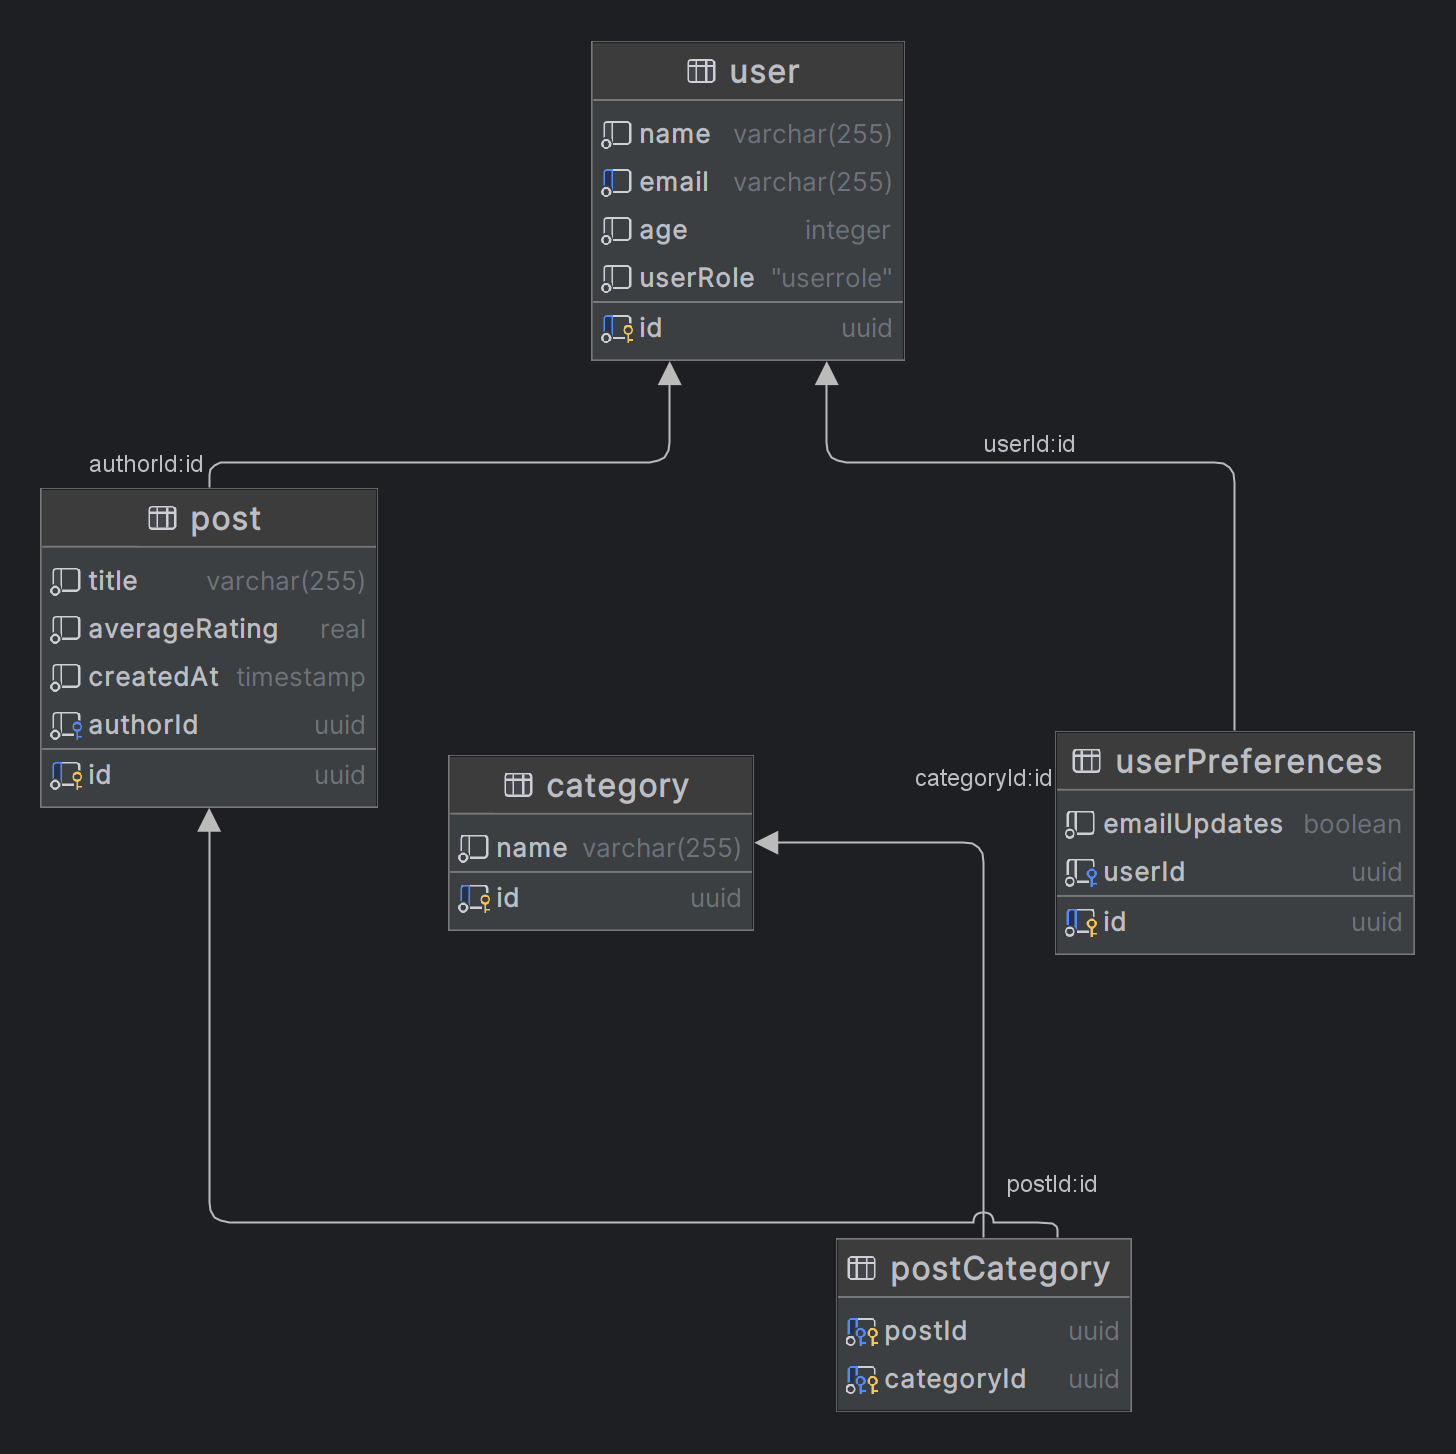 user
name varchar(255)
email varchar(255)
age integer
userRole "userrole"
id uuid
authorId:id
userId:id
post
title varchar(255)
averageRating real
createdAt timestamp
authorId uuid
id uuid
category
name varchar(255)
id uuid
categoryId:id
userPreferences
emailUpdates boolean
userId uuid
id uuid
postId:id
postCategory
postId uuid
categoryId uuid